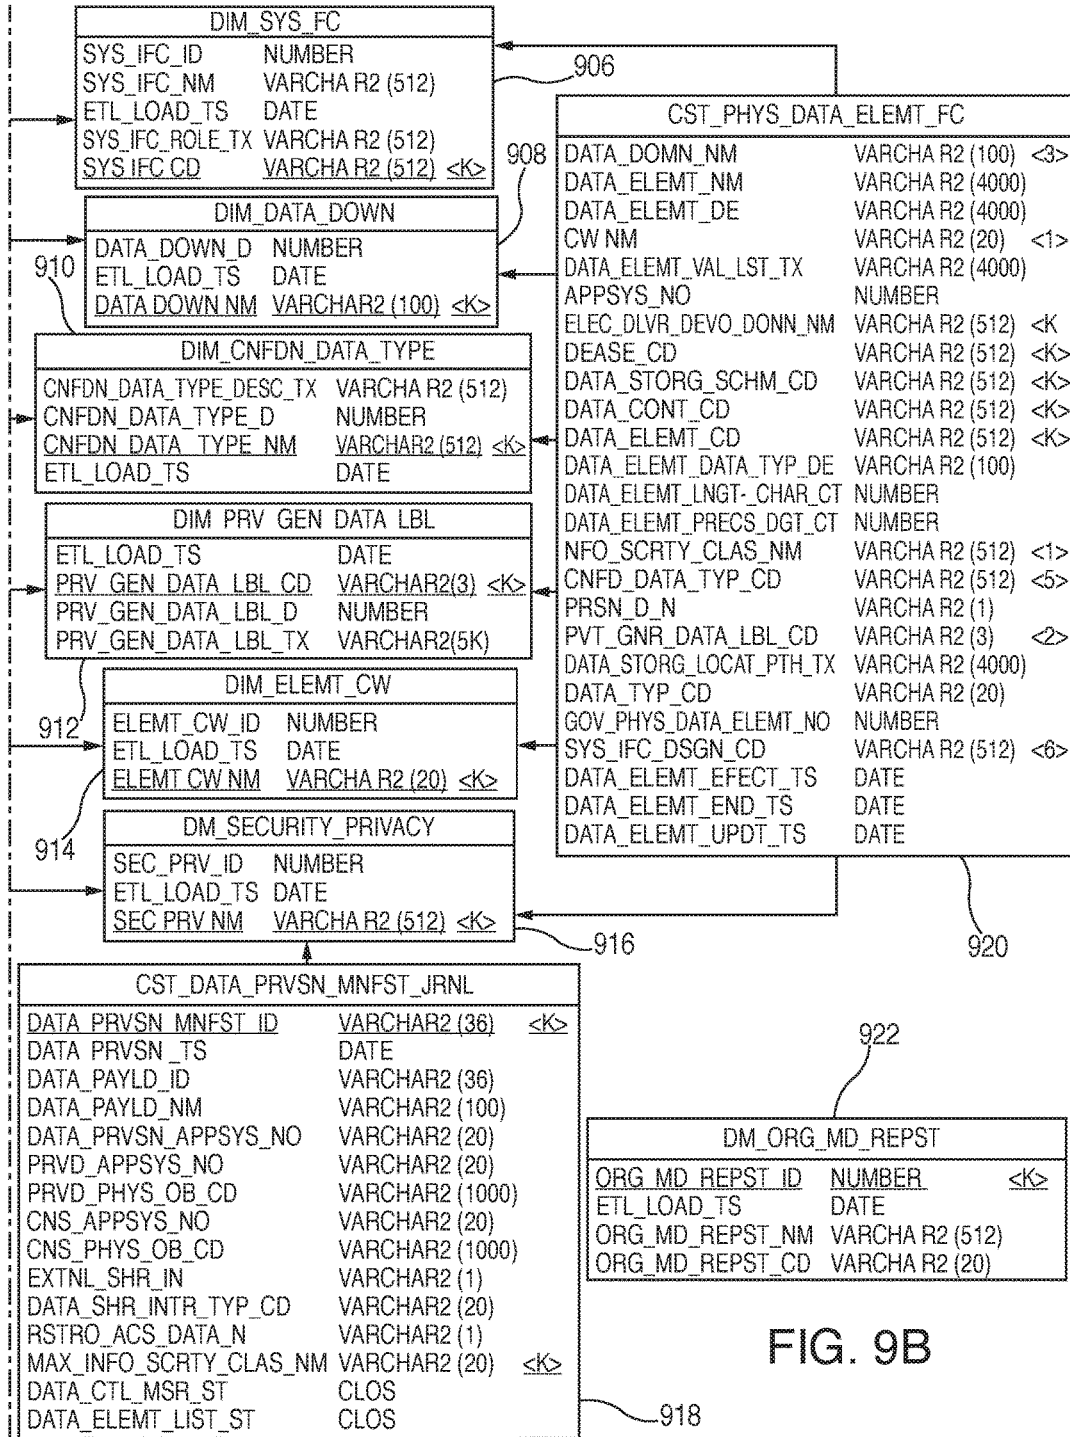 DIM_SYS_FC
SYS_IFC_ID NUMBER
SYS_IFC_NM VARCHA R2 (512)
ETL_LOAD_TS DATE
SYS_IFC_ROLE_TX VARCHA R2 (512)
SYS IFC CD VARCHA R2 (512) <K>
906
908
DIM_DATA_DOWN
DATA_DOWN_D NUMBER
ETL_LOAD_TS DATE
DATA DOWN NM VARCHAR2 (100) <K>
910
DIM_CNFDN_DATA_TYPE
CNFDN_DATA_TYPE_DESC_TX VARCHA R2 (512)
CNFDN_DATA_TYPE_D NUMBER
CNFDN_DATA_TYPE_NM VARCHAR2 (512) <K>
ETL_LOAD_TS DATE
DIM PRV GEN DATA LBL
ETL_LOAD_TS DATE
PRV_GEN_DATA_LBL_CD VARCHAR2(3) <K>
PRV_GEN_DATA_LBL_D NUMBER
PRV_GEN_DATA_LBL_TX VARCHAR2(5K)
912
DIM_ELEMT_CW
ELEMT_CW_ID NUMBER
ETL_LOAD_TS DATE
ELEMT CW NM VARCHA R2 (20) <K>
914
DM_SECURITY_PRIVACY
SEC_PRV_ID NUMBER
ETL_LOAD_TS DATE
SEC PRV NM VARCHA R2 (512) <K>
916
CST_PHYS_DATA_ELEMT_FC
DATA_DOMN_NM VARCHA R2 (100) <3>
DATA_ELEMT_NM VARCHA R2 (4000)
DATA_ELEMT_DE VARCHA R2 (4000)
CW NM VARCHA R2 (20) <1>
DATA_ELEMT_VAL_LST_TX VARCHA R2 (4000)
APPSYS_NO NUMBER
ELEC_DLVR_DEVO_DONN_NM VARCHA R2 (512) <K
DEASE_CD VARCHA R2 (512) <K>
DATA_STORG_SCHM_CD VARCHA R2 (512) <K>
DATA_CONT_CD VARCHA R2 (512) <K>
DATA_ELEMT_CD VARCHA R2 (512) <K>
DATA_ELEMT_DATA_TYP_DE VARCHA R2 (100)
DATA_ELEMT_LNGT-_CHAR_CT NUMBER
DATA_ELEMT_PRECS_DGT_CT NUMBER
NFO_SCRTY_CLAS_NM VARCHA R2 (512) <1>
CNFD_DATA_TYP_CD VARCHA R2 (512) <5>
PRSN_D_N VARCHA R2 (1)
PVT_GNR_DATA_LBL_CD VARCHA R2 (3) <2>
DATA_STORG_LOCAT_PTH_TX VARCHA R2 (4000)
DATA_TYP_CD VARCHA R2 (20)
GOV_PHYS_DATA_ELEMT_NO NUMBER
SYS_IFC_DSGN_CD VARCHA R2 (512) <6>
DATA_ELEMT_EFECT_TS DATE
DATA_ELEMT_END_TS DATE
DATA_ELEMT_UPDT_TS DATE
920
CST_DATA_PRVSN_MNFST_JRNL
DATA PRVSN MNFST ID VARCHAR2 (36) <K>
DATA PRVSN _TS DATE
DATA_PAYLD_ID VARCHAR2 (36)
DATA_PAYLD_NM VARCHAR2 (100)
DATA_PRVSN_APPSYS_NO VARCHAR2 (20)
PRVD_APPSYS_NO VARCHAR2 (20)
PRVD_PHYS_OB_CD VARCHAR2 (1000)
CNS_APPSYS_NO VARCHAR2 (20)
CNS_PHYS_OB_CD VARCHAR2 (1000)
EXTNL_SHR_IN VARCHAR2 (1)
DATA_SHR_INTR_TYP_CD VARCHAR2 (20)
RSTRO_ACS_DATA_N VARCHAR2 (1)
MAX_INFO_SCRTY_CLAS_NM VARCHAR2 (20) <K>
DATA_CTL_MSR_ST CLOS
DATA_ELEMT_LIST_ST CLOS
918
922
DM_ORG_MD_REPST
ORG MD REPST ID NUMBER <K>
ETL_LOAD_TS DATE
ORG_MD_REPST_NM VARCHA R2 (512)
ORG_MD_REPST_CD VARCHA R2 (20)
FIG. 9B